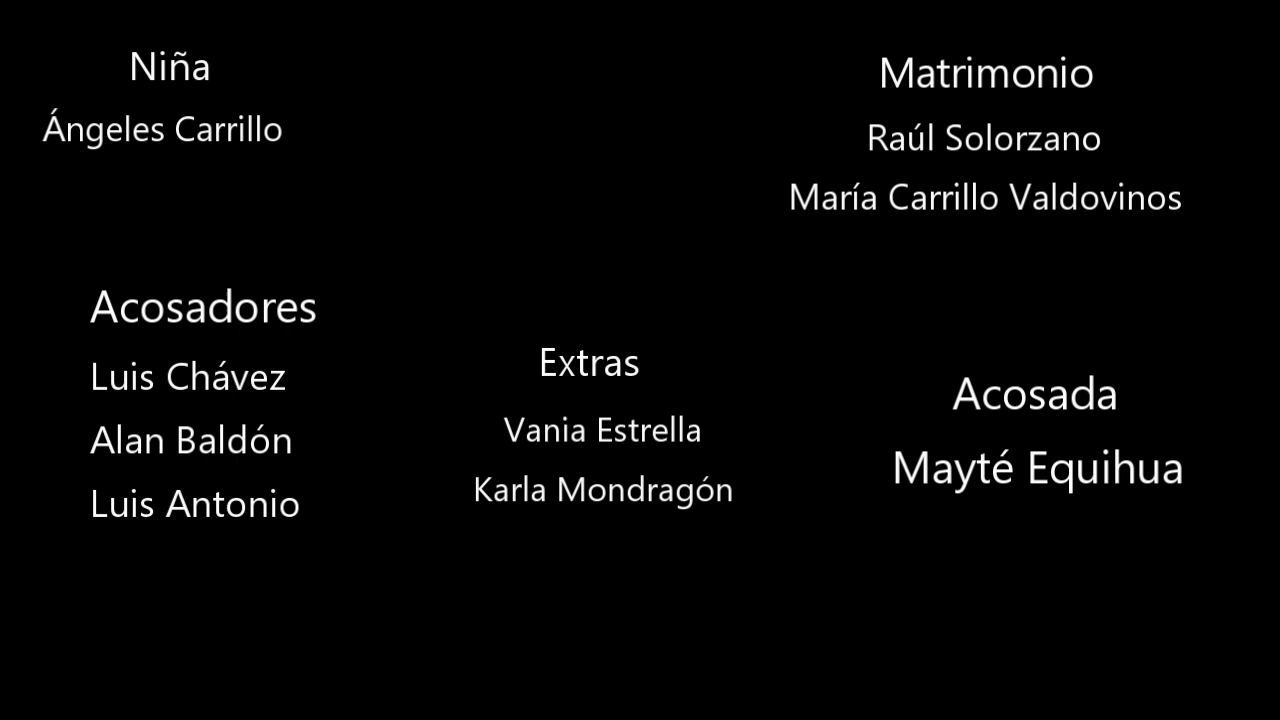 Niña
Ángeles Carrillo
Matrimonio
Raúl Solorzano
María Carrillo Valdovinos
Acosadores
Luis Chávez
Alan Baldón
Luis Antonio
Extras
Vania Estrella
Karla Mondragón
Acosada
Mayté Equihua